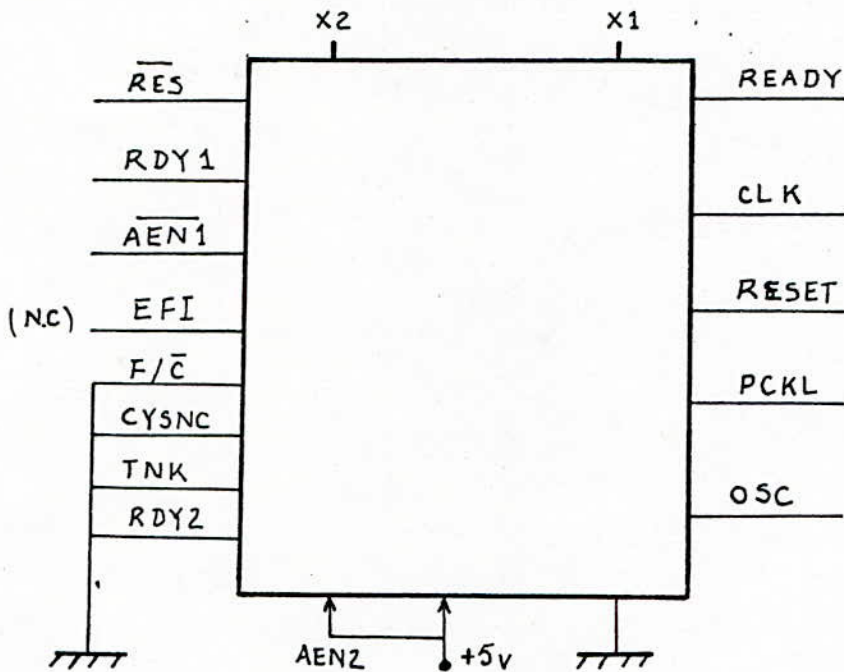 X2 X1
RES READY
RDY1
CLK
AEN1
RESET
(N.C) EFI
F/C
PCKL
CYSNC
TNK
OSC
RDY2
AEN2 +5v